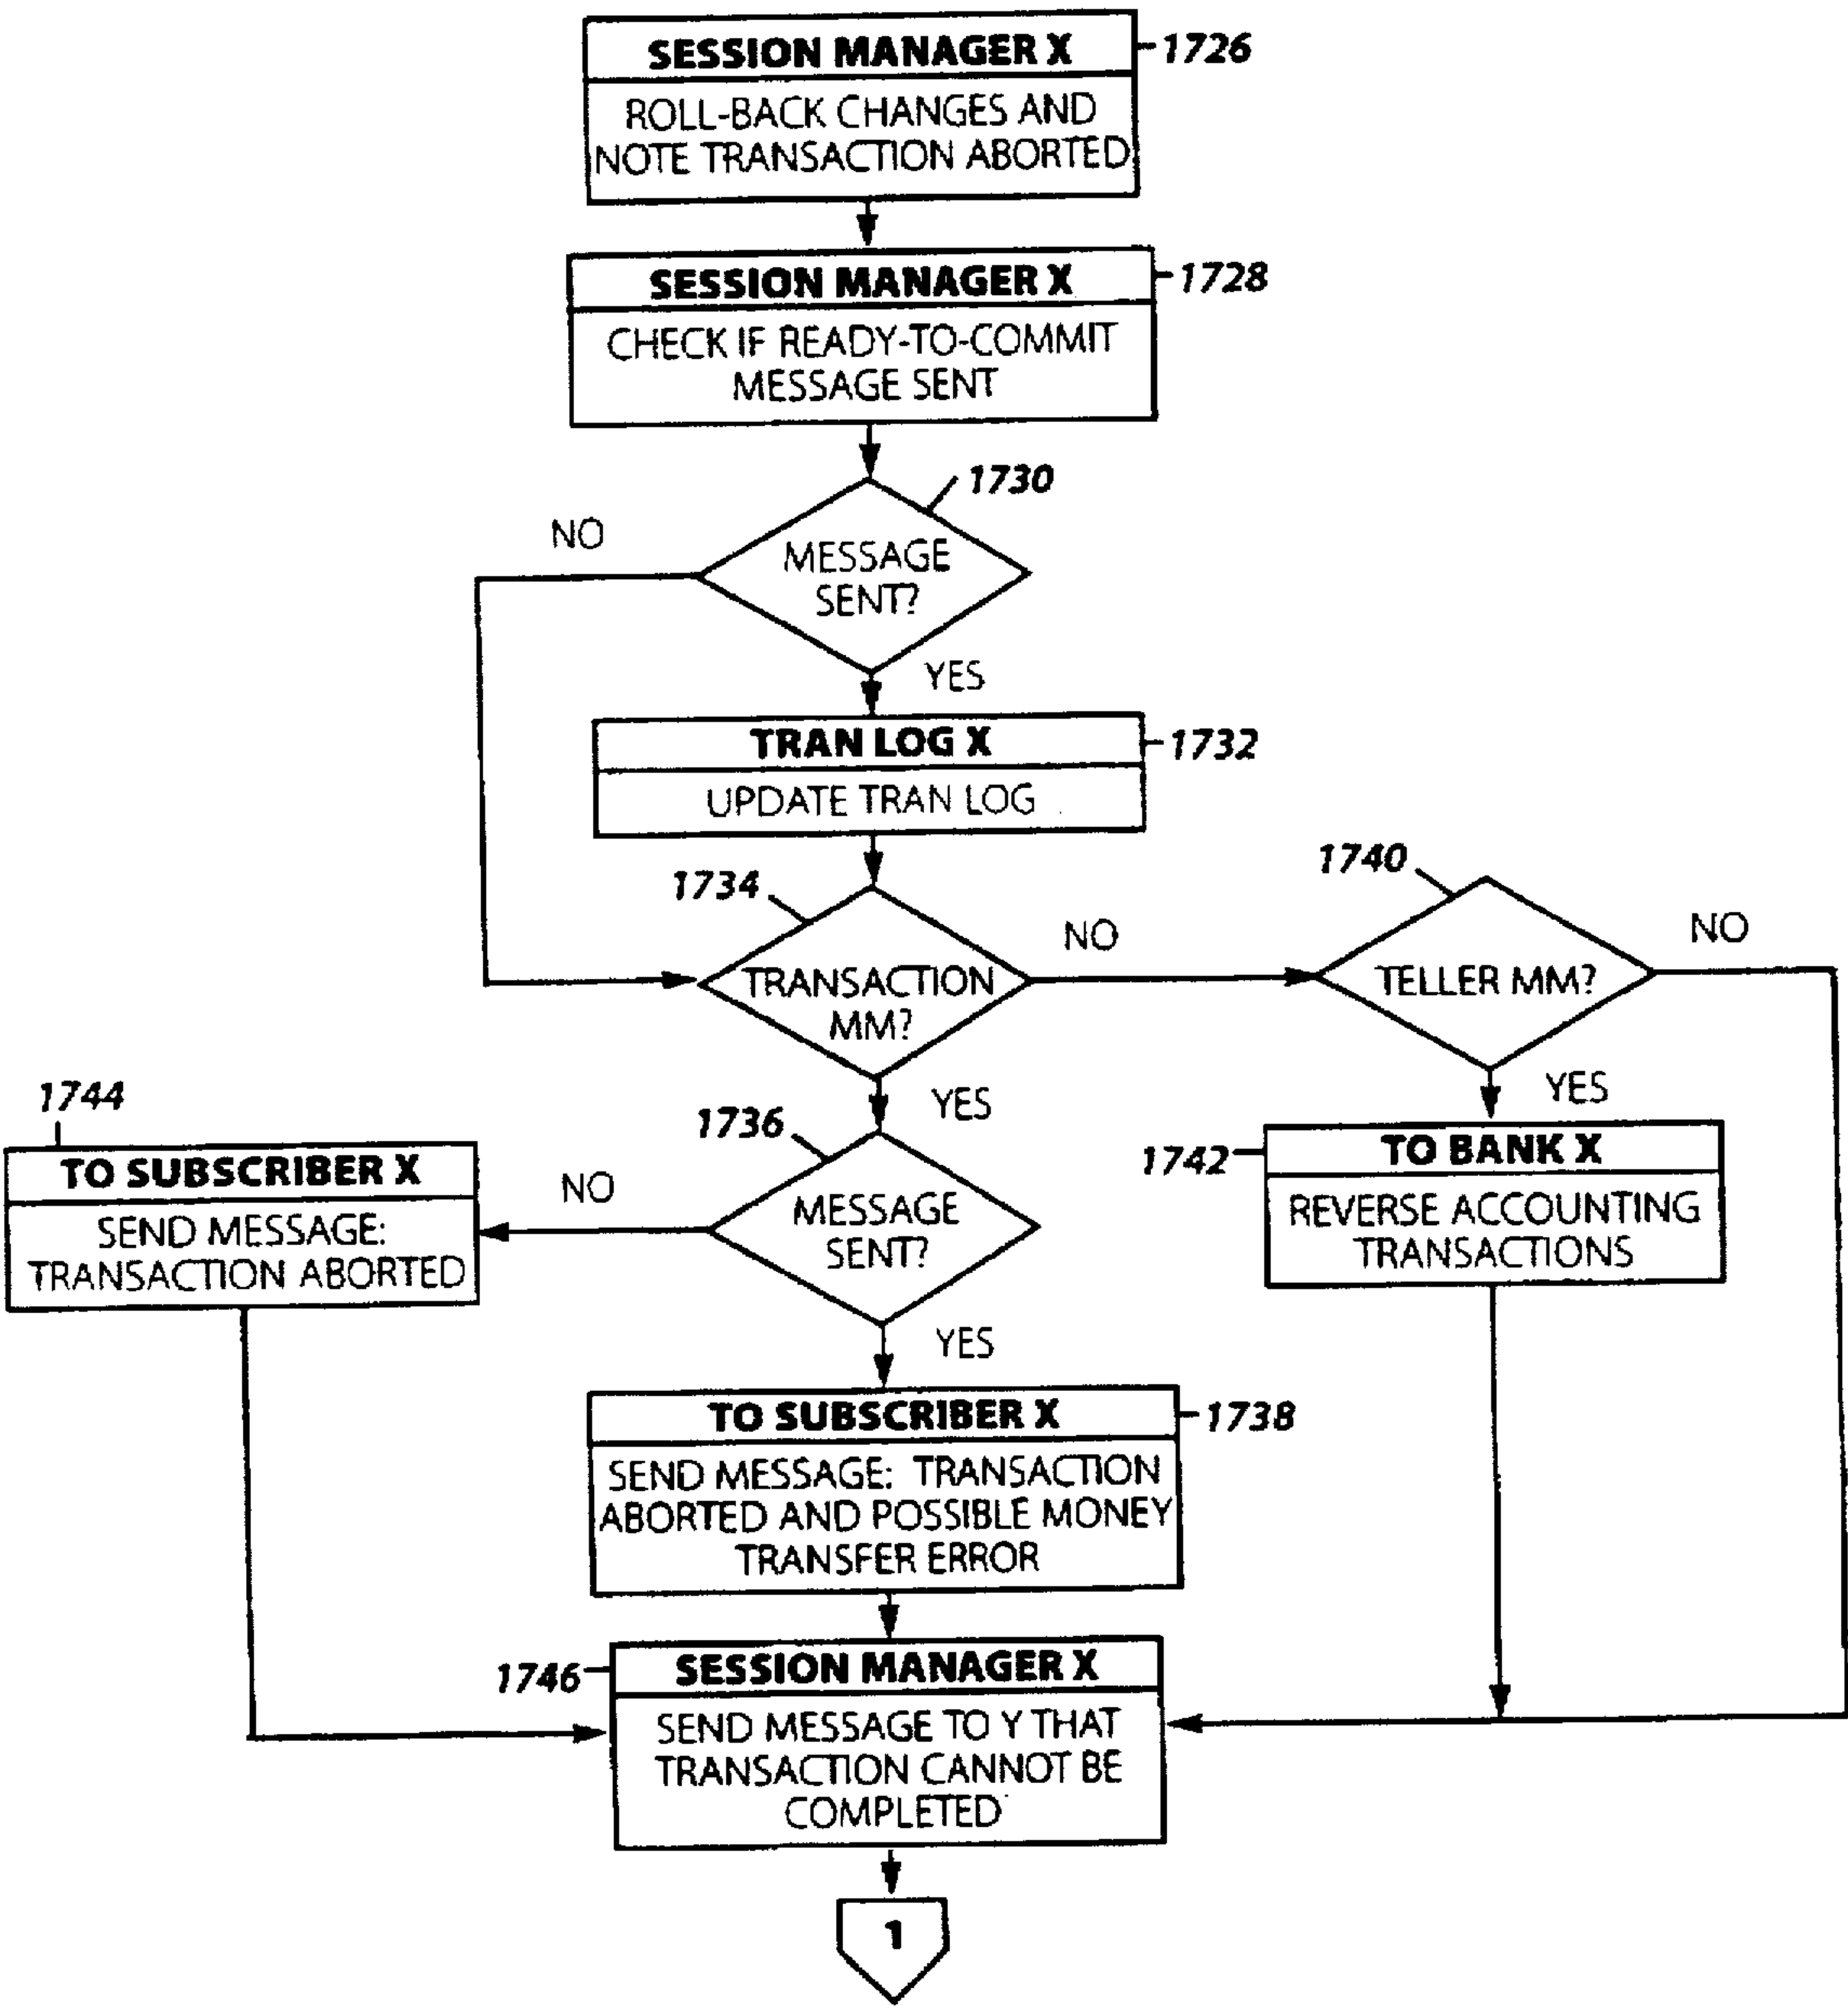 SESSION MANAGER X
1726
ROLL-BACK CHANGES AND
NOTE TRANSACTION ABORTED
SESSION MANAGER X
1728
CHECK IF READY-TO-COMMIT
MESSAGE SENT
1730
NO
MESSAGE
SENT?
YES
TRAN LOG X
1732
UPDATE TRAN LOG
1734
1740
NO
NO
TRANSACTION
MM?
TELLER MM?
YES
YES
1744
1736
TO SUBSCRIBER X
SEND MESSAGE:
TRANSACTION ABORTED
NO
MESSAGE
SENT?
1742
TO BANK X
REVERSE ACCOUNTING
TRANSACTIONS
YES
TO SUBSCRIBER X
1738
SEND MESSAGE: TRANSACTION
ABORTED AND POSSIBLE MONEY
TRANSFER ERROR
1746
SESSION MANAGER X
SEND MESSAGE TO Y THAT
TRANSACTION CANNOT BE
COMPLETED
1